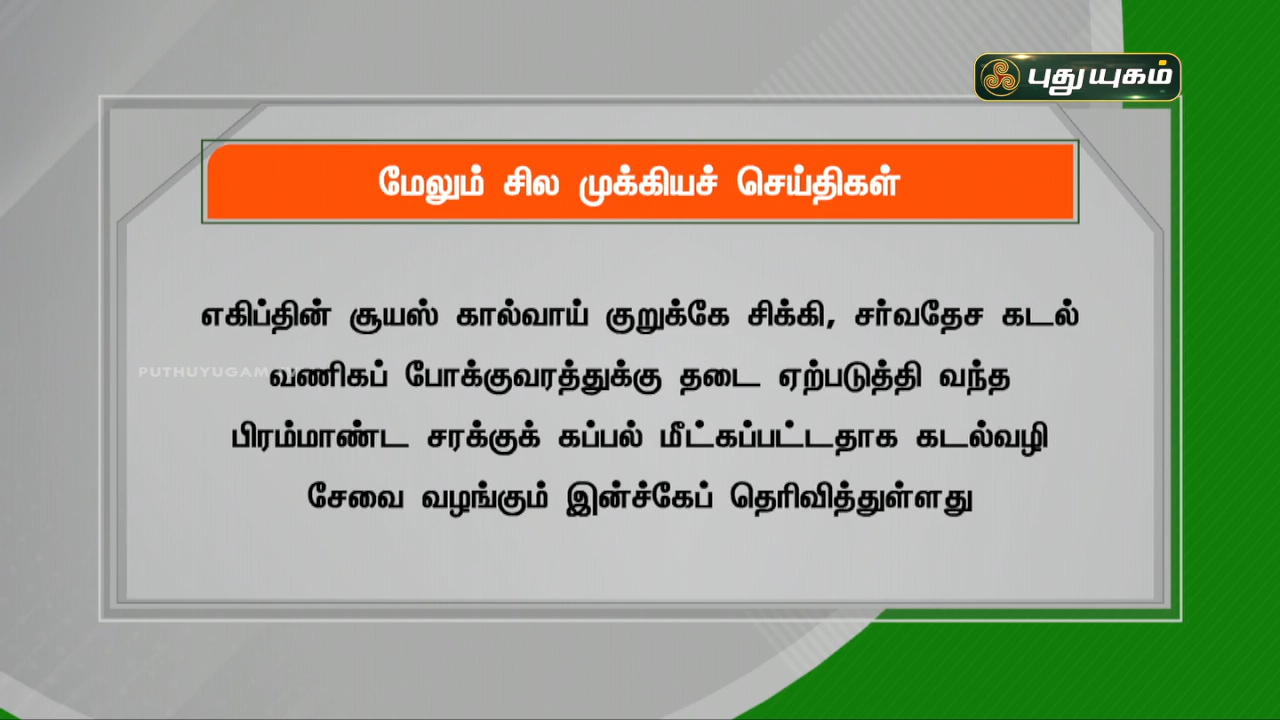 புதுயுகம்
மேலும் சில முக்கியச் செய்திகள்
எகிப்தின் சூயஸ் கால்வாய் குறுக்கே சிக்கி, சர்வதேச கடல்
வணிகப் போக்குவரத்துக்கு தடை ஏற்படுத்தி வந்த
பிரம்மாண்ட சரக்குக் கப்பல் மீட்கப்பட்டதாக கடல்வழி
சேவை வழங்கும் இன்ச்கேப் தெரிவித்துள்ளது
PUTHUYUGAM